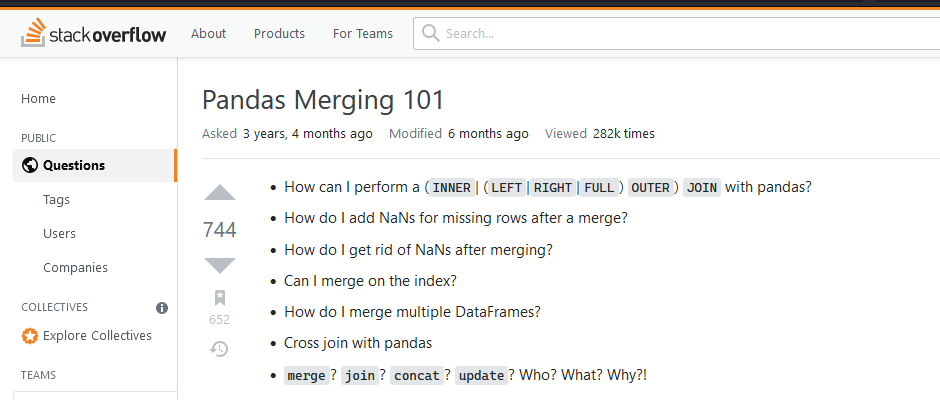 stackoverflow About Products For Teams Search...
Home
PUBLIC
Questions
Tags
Users
Companies
COLLECTIVES
Explore Collectives
TEAMS
Pandas Merging 101
Asked 3 years, 4 months ago Modified 6 months ago Viewed 282k times
744
652
• How can I perform a (INNER| (LEFT|RIGHT|FULL) OUTER) JOIN with pandas?
• How do I add NaNs for missing rows after a merge?
• How do I get rid of NaNs after merging?
• Can I merge on the index?
• How do I merge multiple DataFrames?
• Cross join with pandas
• merge? join? concat? update? Who? What? Why?!